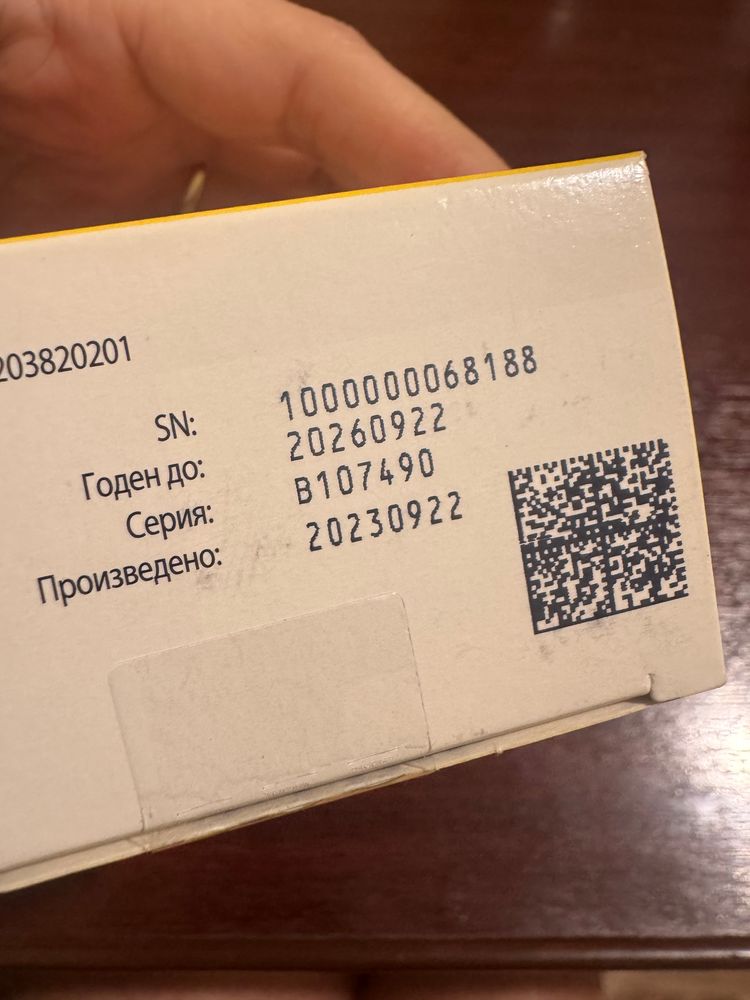 203820201
SN: 1000000068188
Годен до: 20260922
Серия: B107490
Произведено: 20230922